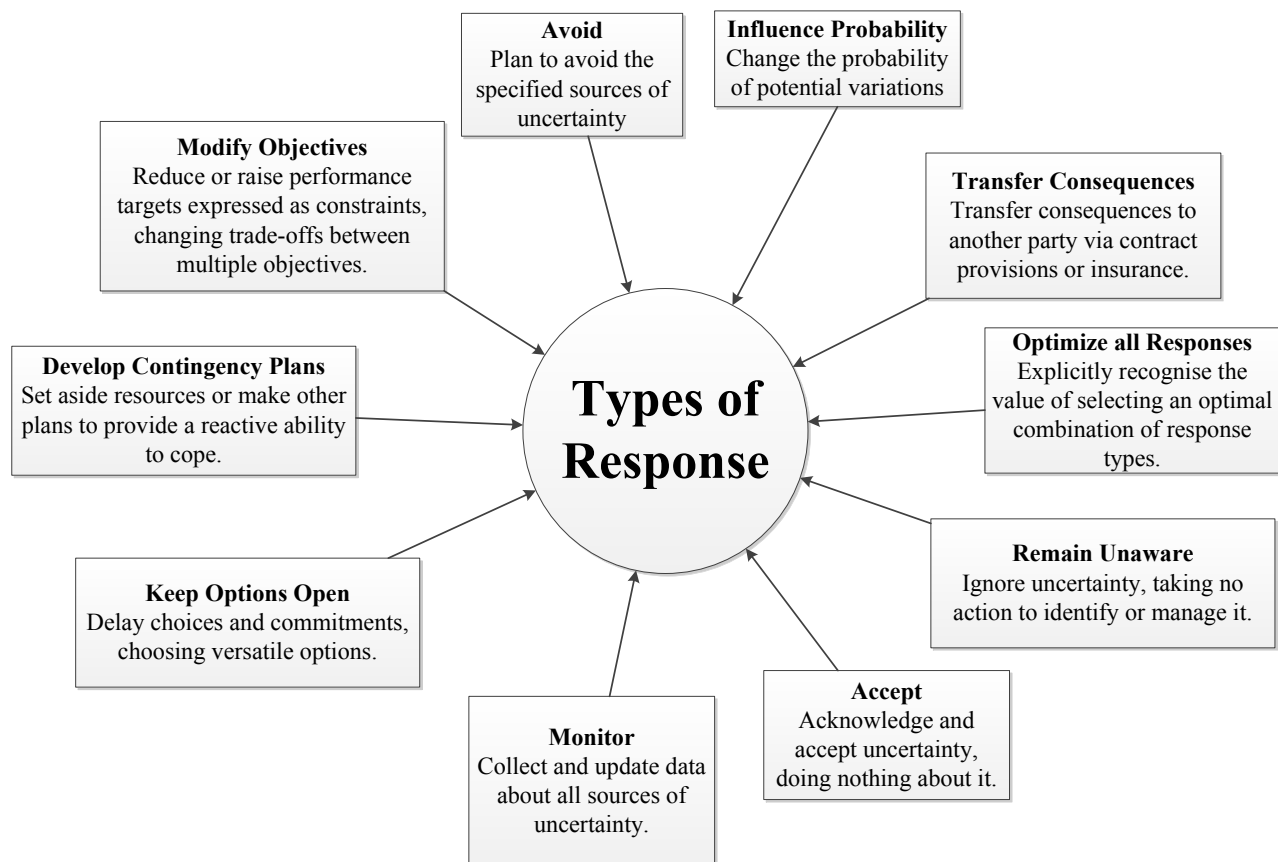 Avoid
Plan to avoid the
specified sources of
uncertainty
Influence Probability
Change the probability
of potential variations
Modify Objectives
Reduce or raise performance
targets expressed as constraints,
changing trade-offs between
multiple objectives.
Transfer Consequences
Transfer consequences to
another party via contract
provisions or insurance.
Develop Contingency Plans
Set aside resources or make other
plans to provide a reactive ability
to cope.
Types of
Response
Optimize all Responses
Explicitly recognise the
value of selecting an optimal
combination of response
types.
Keep Options Open
Delay choices and commitments,
choosing versatile options.
Remain Unaware
Ignore uncertainty, taking no
action to identify or manage it.
Monitor
Collect and update data
about all sources of
uncertainty.
Accept
Acknowledge and
accept uncertainty,
doing nothing about it.